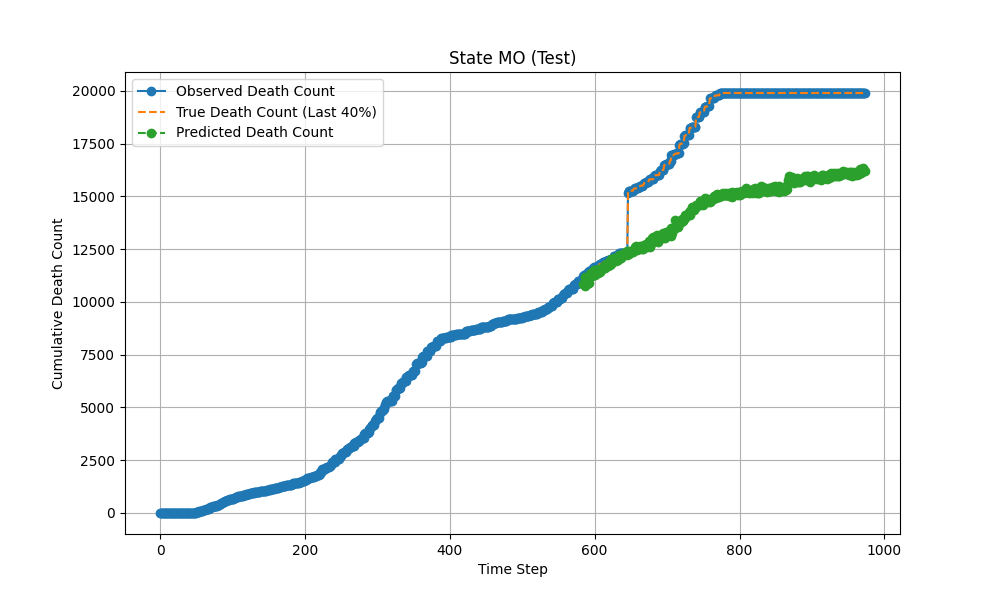 State MO (Test)
Observed Death Count
True Death Count (Last 40%)
Predicted Death Count
Cumulative Death Count
20000
17500
15000
12500
10000
7500
5000
2500
0
0 200 400 600 800 1000
Time Step